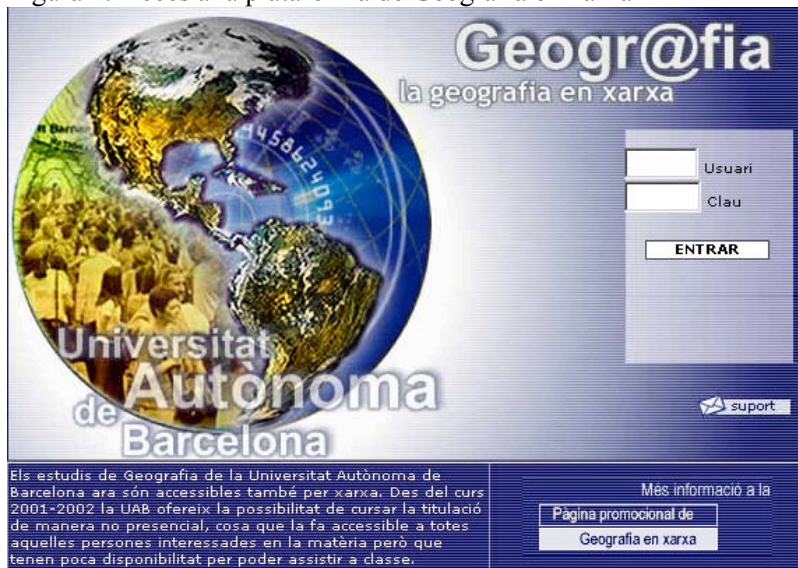 Geogr@fia
la geografia en xarxa
Usuari
Clau
ENTRAR
9458624093
Universitat
Autonoma
de
Barcelona
suport
Els estudis de Geografia de la Universitat Autònoma de
Barcelona ara són accessibles també per xarxa. Des del curs
2001-2002 la UAB ofereix la possibilitat de cursar la titulació
de manera no presencial, cosa que la fa accessible a totes
aquelles persones interessades en la matèria però que
tenen poca disponibilitat per poder assistir a classe.
Més informació a la
Pàgina promocional de
Geografia en xarxa